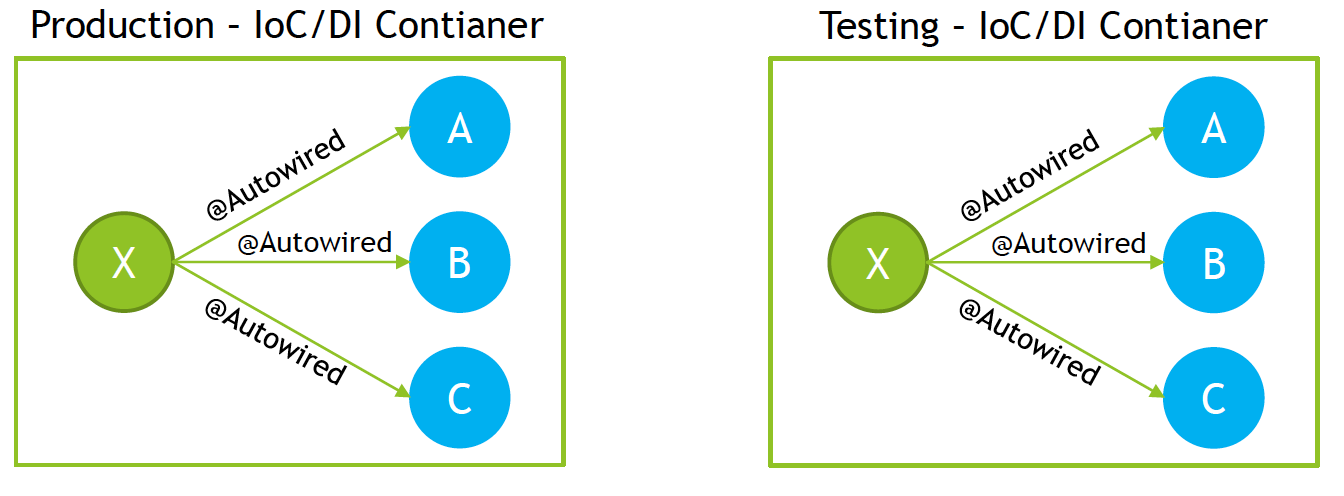 Production – IoC/DI Contianer
@Autowired
@Autowired
@Autowired
X
A
B
C
Testing – IoC/DI Contianer
@Autowired
@Autowired
@Autowired
X
A
B
C